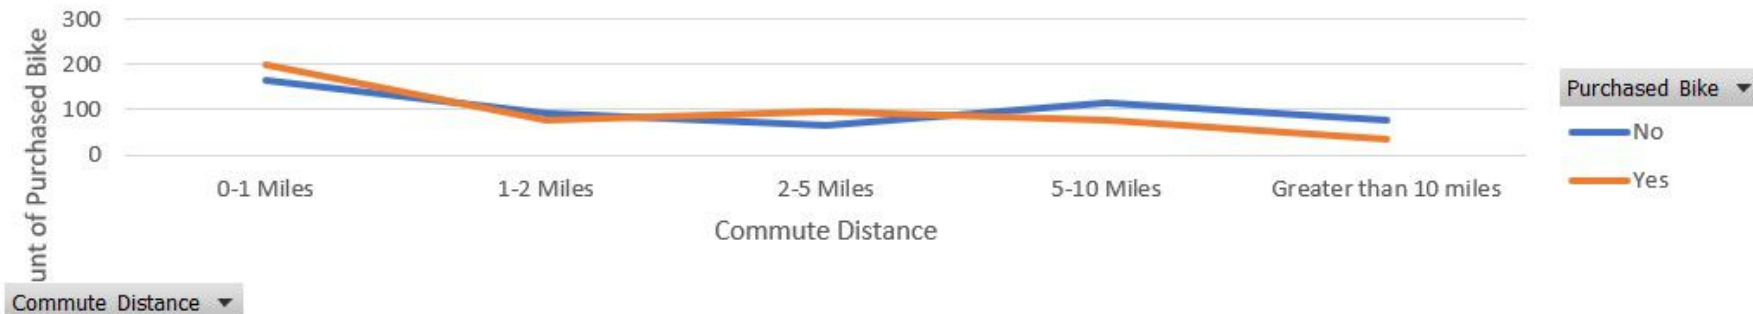 300
200
100
0
unt of Purchased Bike
0-1 Miles
1-2 Miles
2-5 Miles
5-10 Miles
Greater than 10 miles
Commute Distance
Purchased Bike
No
Yes
Commute Distance